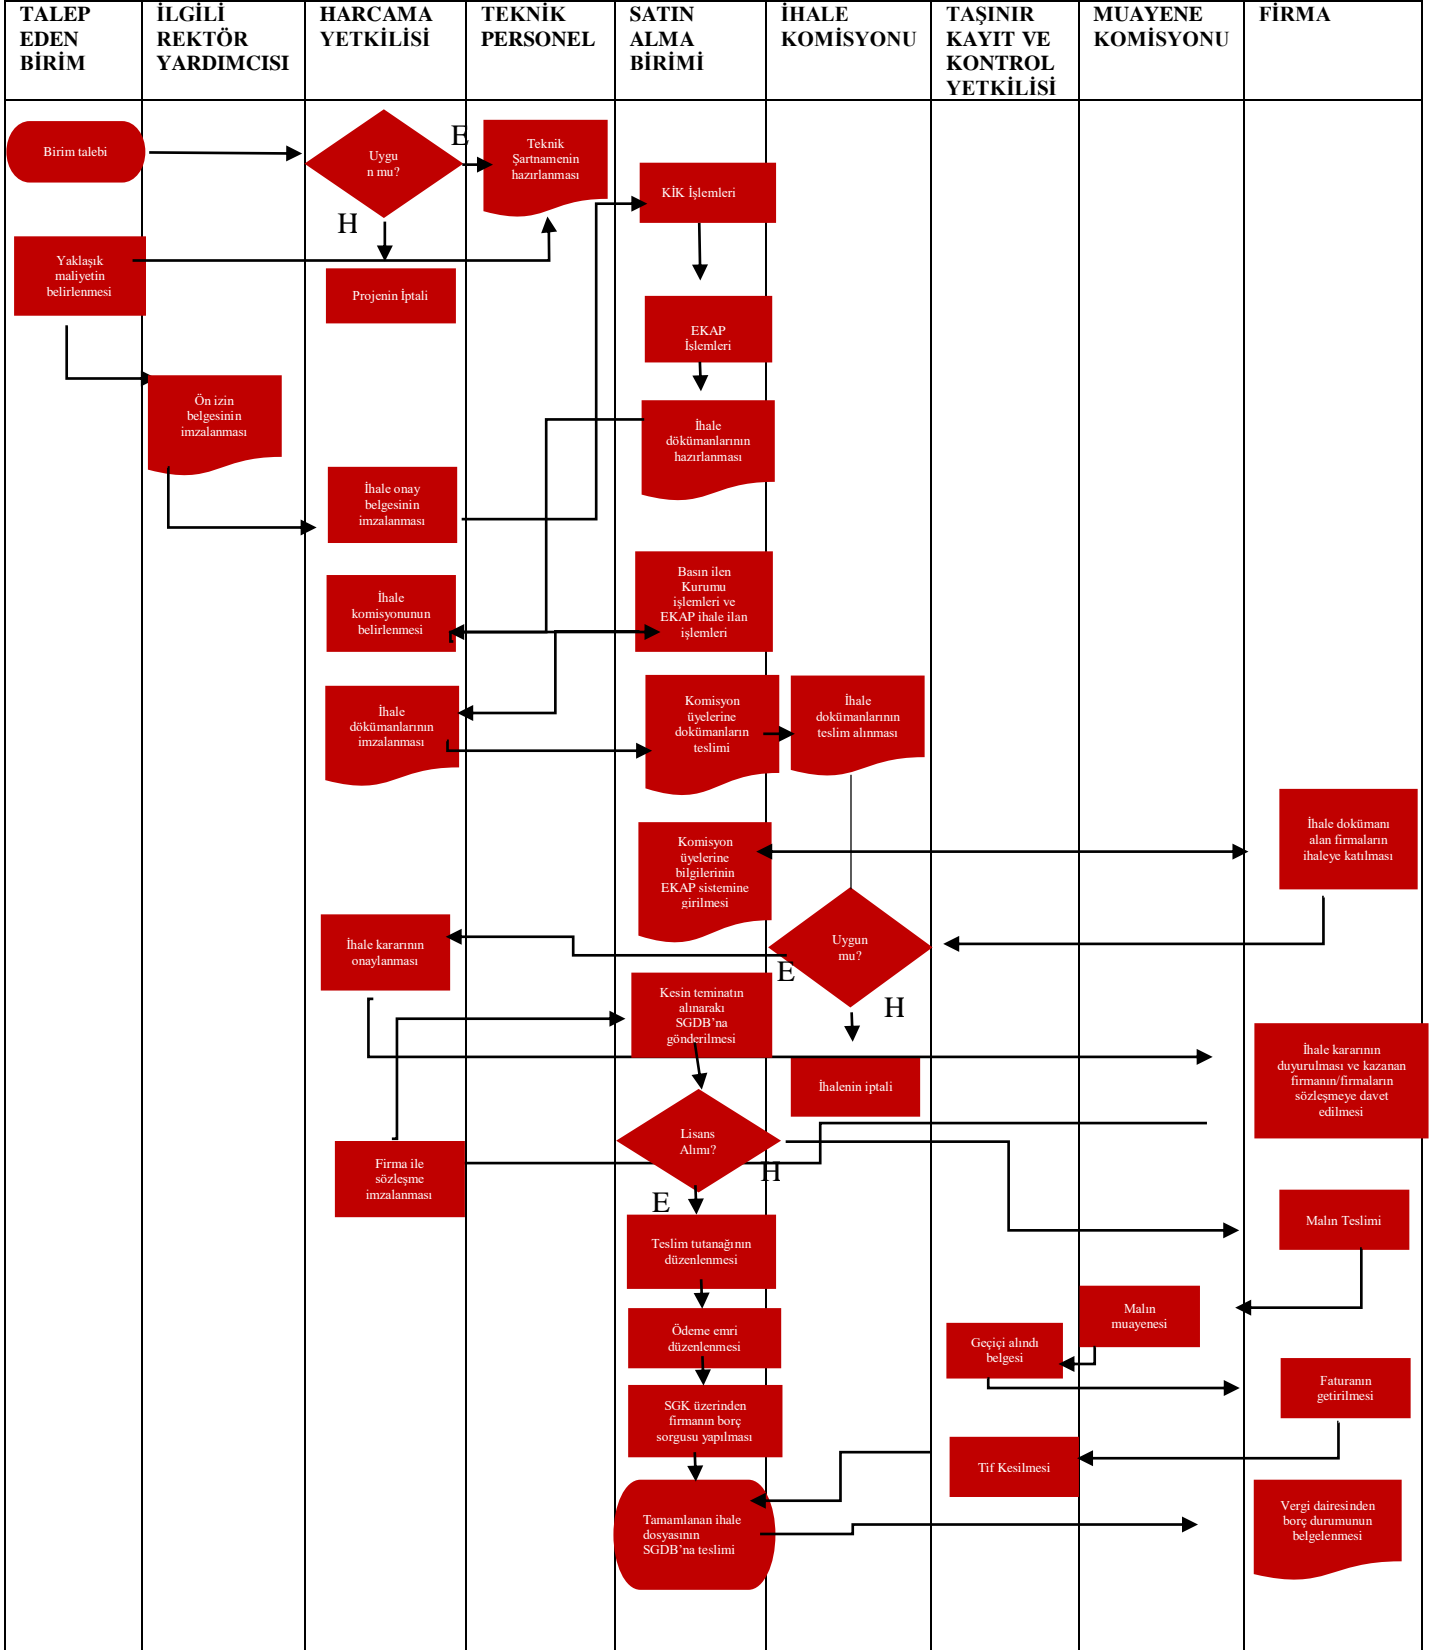 TALEP
EDEN
BİRİM
İLGİLİ
REKTÖR
YARDIMCISI
HARCAMA
YETKİLİSİ
TEKNİK
PERSONEL
SATIN
ALMA
BİRİMİ
İHALE
KOMİSYONU
TAŞINIR
KAYIT VE
KONTROL
YETKİLİSİ
MUAYENE
KOMİSYONU
FİRMA
Birim talebi
Uygu
n mu?
E
H
Teknik
Şartnamenin
hazırlanması
KİK İşlemleri
Yaklaşık
maliyetin
belirlenmesi
Projenin İptali
EKAP
İşlemleri
Ön izin
belgesinin
imzalanması
İhale
dökümanlarının
hazırlanması
İhale onay
belgesinin
imzalanması
İhale
komisyonunun
belirlenmesi
Basın ilen
Kurumu
işlemleri ve
EKAP ihale ilan
işlemleri
İhale
dökümanlarının
imzalanması
Komisyon
üyelerine
dokümanların
teslimi
İhale
dokümanlarının
teslim alınması
İhale dokümanı
alan firmaların
ihaleye katılması
Komisyon
üyelerine
bilgilerinin
EKAP sistemine
girilmesi
İhale kararının
onaylanması
Uygun
mu?
E
H
Kesin teminatın
alınarakı
SGDB’na
gönderilmesi
İhalenin iptali
İhale kararının
duyurulması ve kazanan
firmanın/firmaların
sözleşmeye davet
edilmesi
Lisans
Alımı?
H
E
Firma ile
sözleşme
imzalanması
Teslim tutanağının
düzenlenmesi
Malın Teslimi
Malın
muayenesi
Ödeme emri
düzenlenmesi
Geçiçi alındı
belgesi
Faturanın
getirilmesi
SGK üzerinden
firmanın borç
sorgusu yapılması
Tif Kesilmesi
Tamamlanan ihale
dosyasının
SGDB’na teslimi
Vergi dairesinden
borç durumunun
belgelenmesi